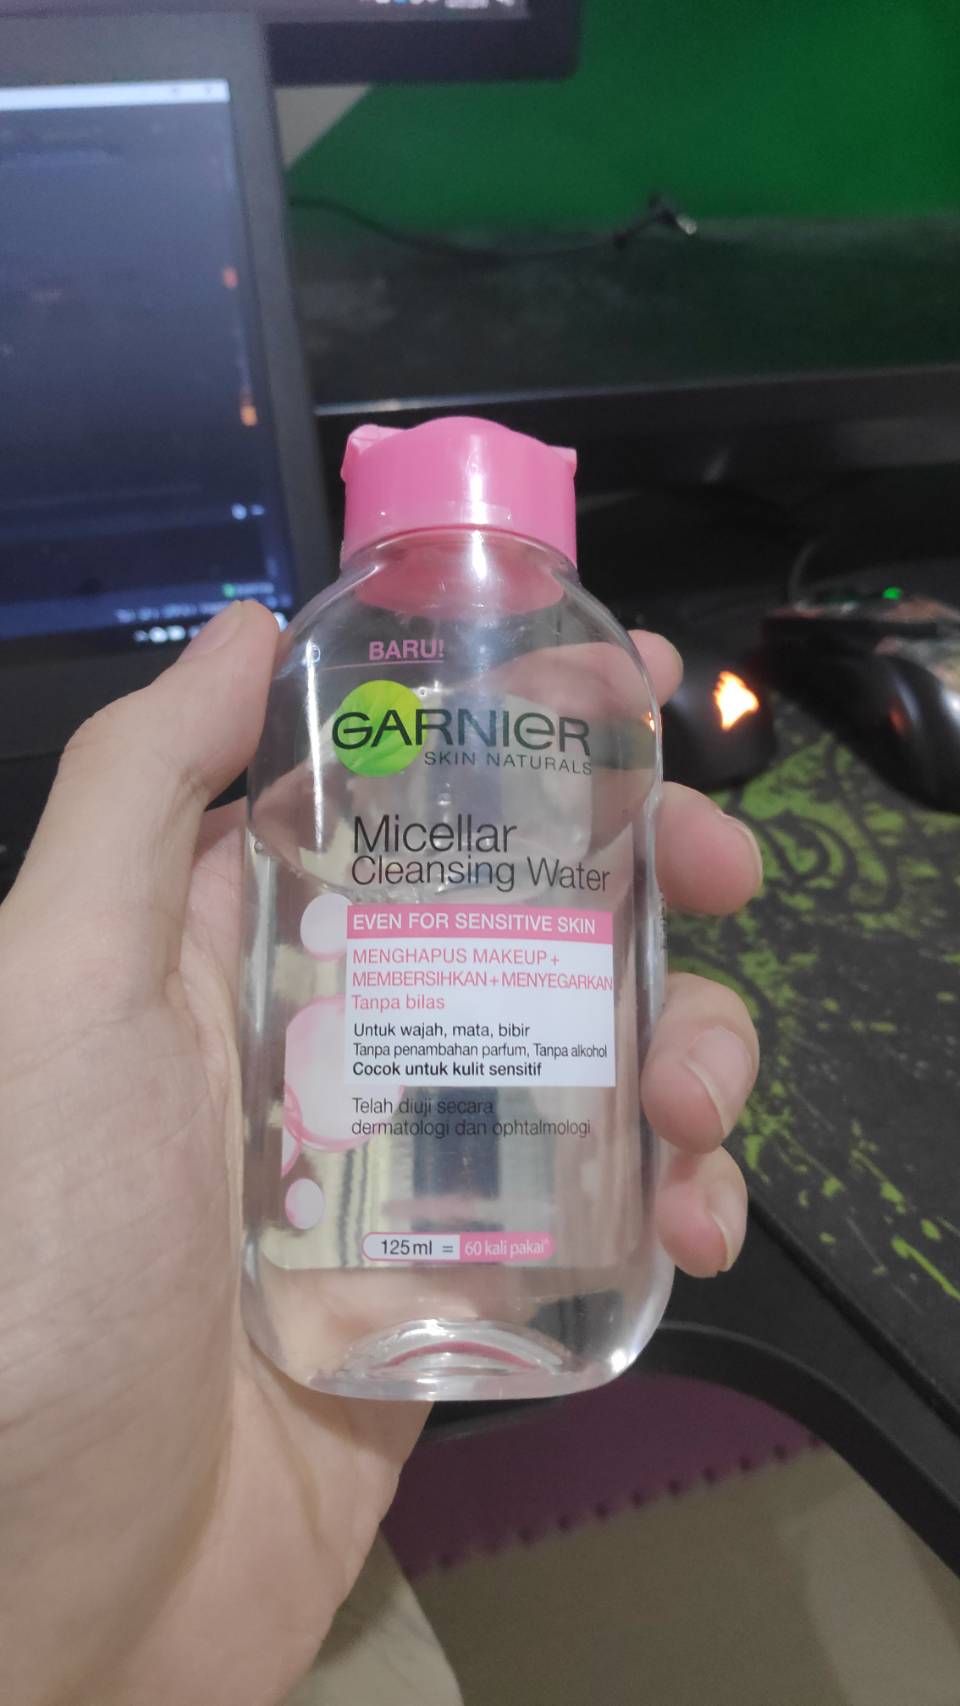 BARU!
GARNIER
SKIN NATURALS
Micellar
Cleansing Water
EVEN FOR SENSITIVE SKIN
MENGHAPUS MAKEUP+
MEMBERSIHKAN+MENYEGARKAN
Tanpa bilas
Untuk wajah, mata, bibir
Tanpa penambahan parfum, Tanpa alkohol
Cocok untuk kulit sensitif
Telah diuji secara
dermatologi dan ophtalmologi
125ml = 60 kali pakai^